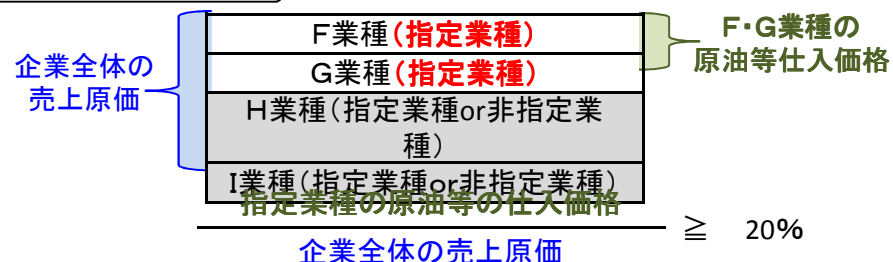 F業種(指定業種)
G業種(指定業種)
H業種(指定業種or非指定業
種)
I業種(指定業種or非指定業種)
企業全体の
売上原価
F・G業種の
原油等仕入価格
指定業種の原油等の仕入価格
企業全体の売上原価
≧ 20%